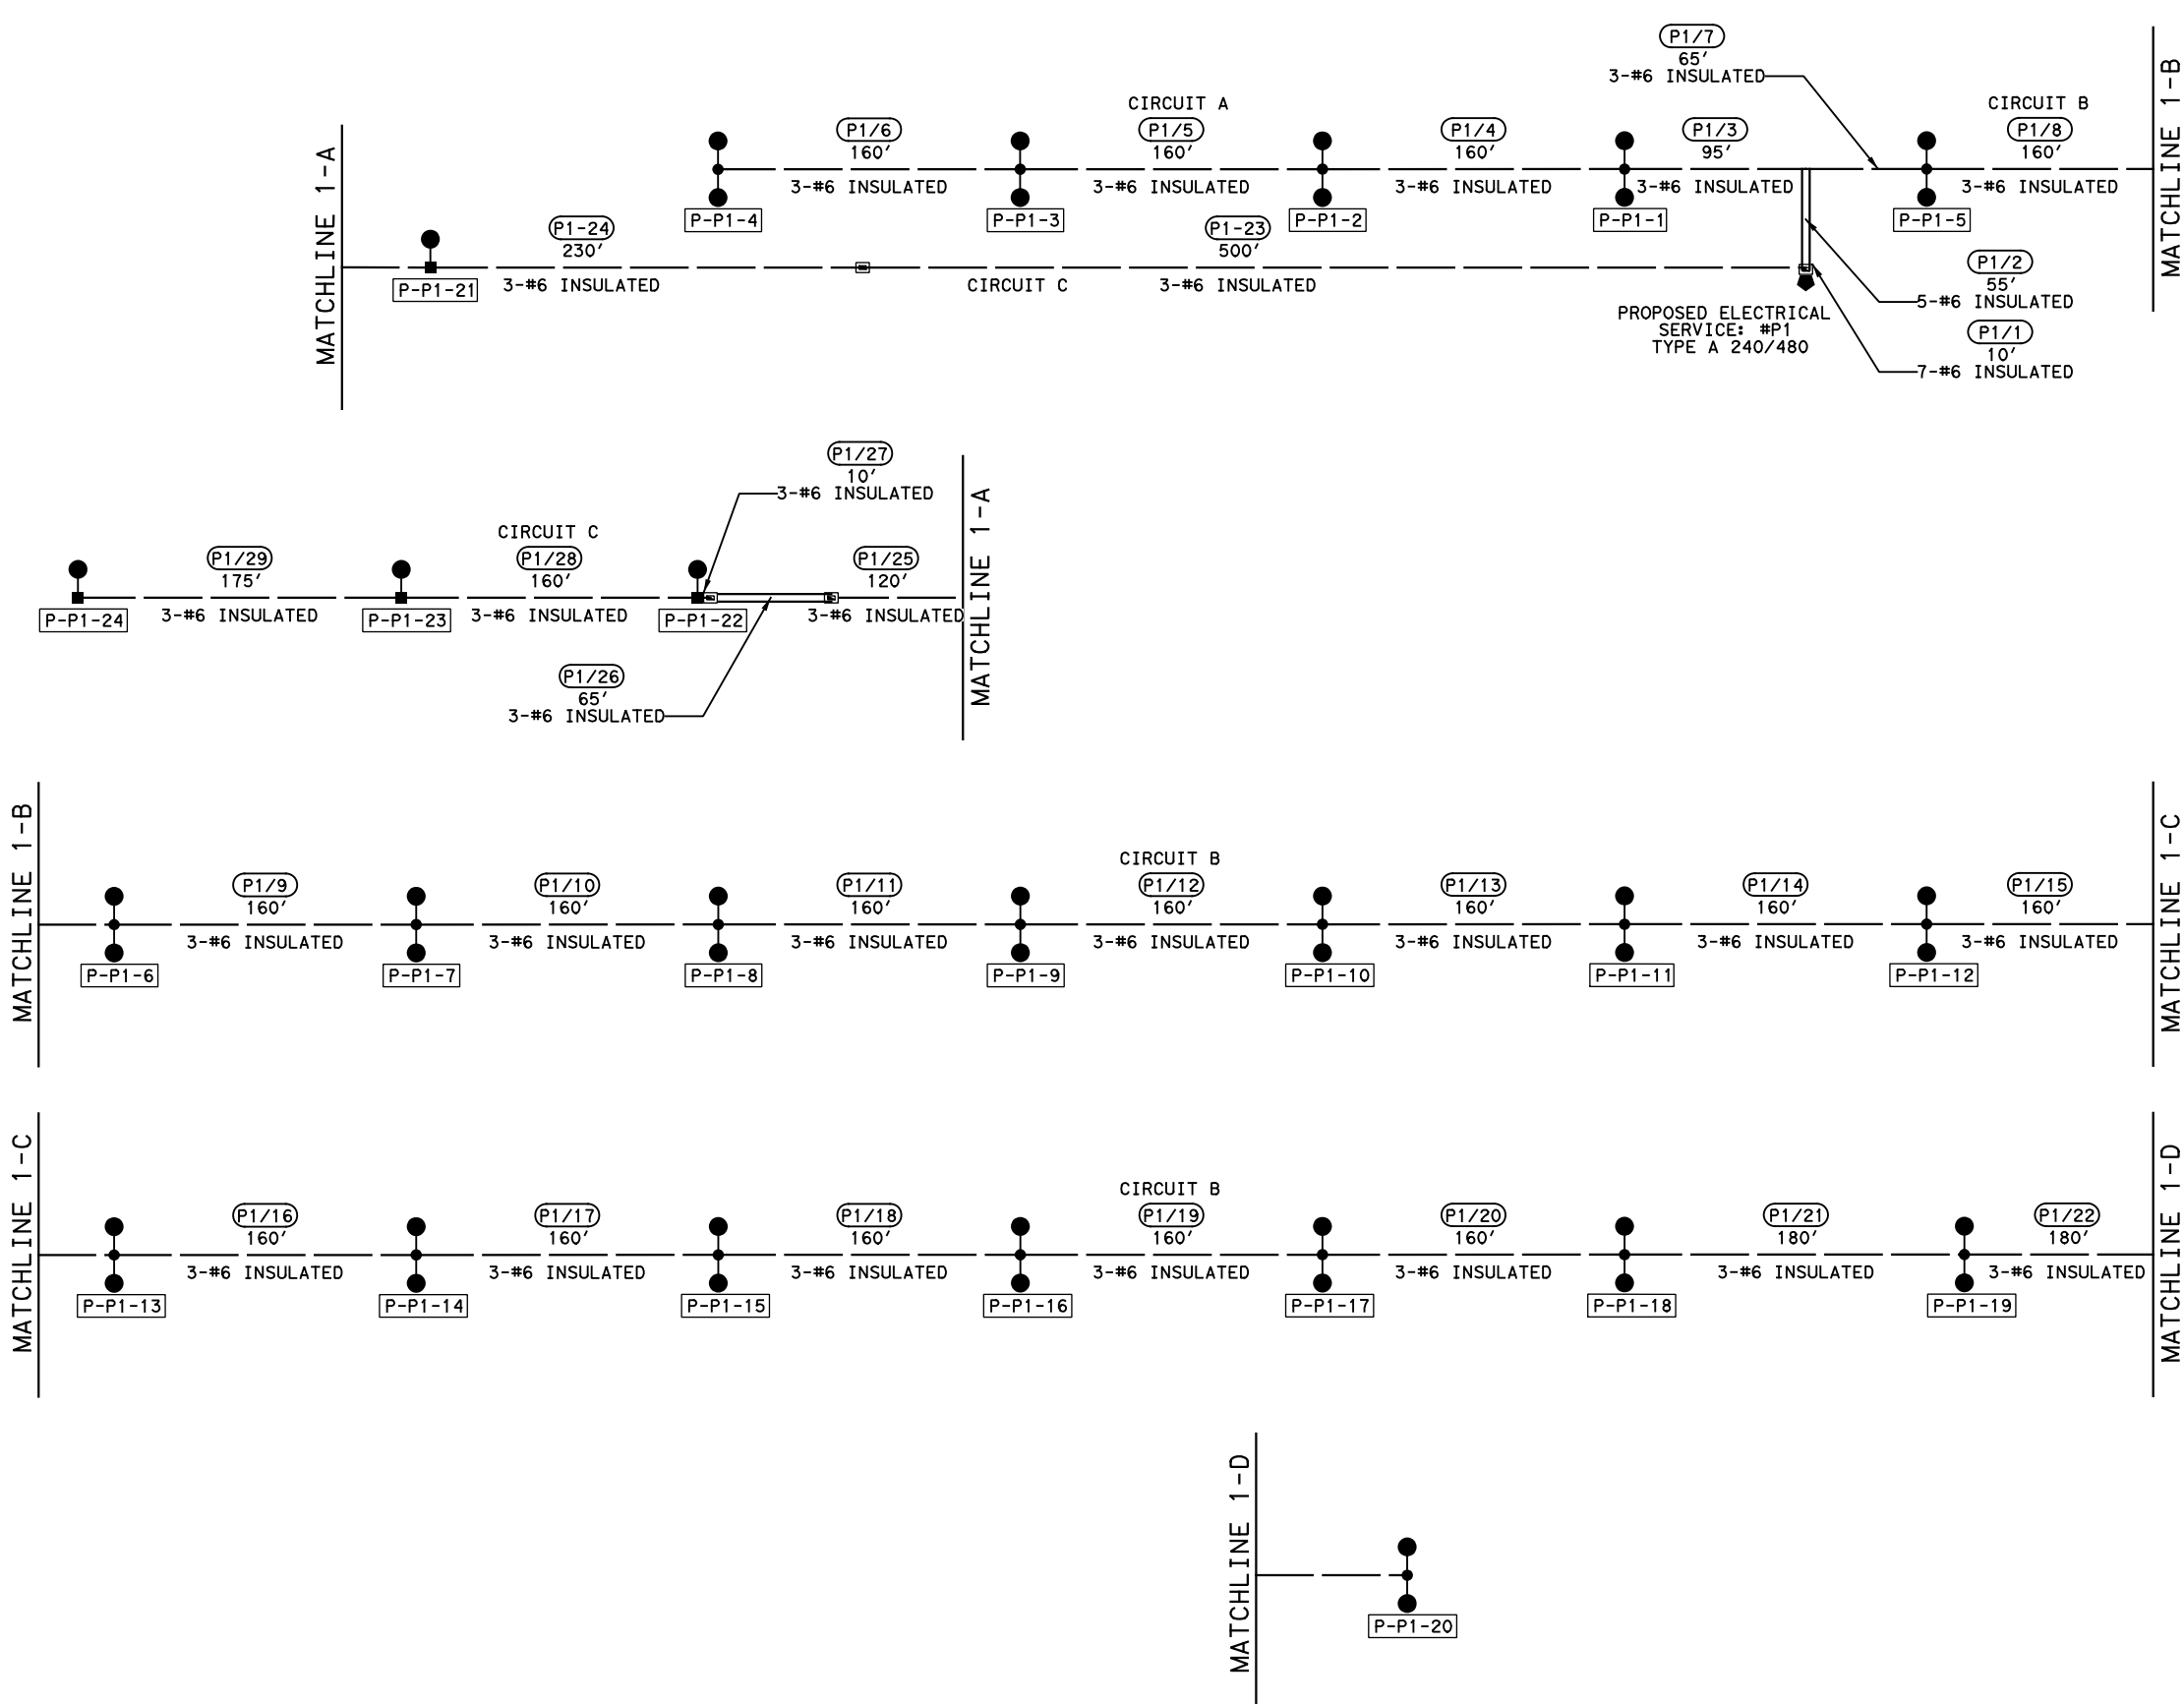 P1/7
65'
3-#6 INSULATED
CIRCUIT A
CIRCUIT B
P1/6
160'
3-#6 INSULATED
P1/5
160'
3-#6 INSULATED
P1/4
160'
3-#6 INSULATED
P1/3
95'
3-#6 INSULATED
P1/8
160'
3-#6 INSULATED
MATCHLINE 1-B
MATCHLINE 1-A
P-P1-4
P-P1-3
P-P1-2
P-P1-1
P-P1-5
P1-24
230'
3-#6 INSULATED
P-P1-21
P1-23
500'
CIRCUIT C
3-#6 INSULATED
P1/2
55'
5-#6 INSULATED
PROPOSED ELECTRICAL
SERVICE: #P1
TYPE A 240/480
P1/1
10'
7-#6 INSULATED
P1/27
10'
3-#6 INSULATED
CIRCUIT C
P1/29
175'
3-#6 INSULATED
P1/28
160'
3-#6 INSULATED
P1/25
120'
3-#6 INSULATED
MATCHLINE 1-A
P-P1-24
P-P1-23
P-P1-22
P1/26
65'
3-#6 INSULATED
MATCHLINE 1-B
CIRCUIT B
P1/9
160'
3-#6 INSULATED
P1/10
160'
3-#6 INSULATED
P1/11
160'
3-#6 INSULATED
P1/12
160'
3-#6 INSULATED
P1/13
160'
3-#6 INSULATED
P1/14
160'
3-#6 INSULATED
P1/15
160'
3-#6 INSULATED
MATCHLINE 1-C
P-P1-6
P-P1-7
P-P1-8
P-P1-9
P-P1-10
P-P1-11
P-P1-12
MATCHLINE 1-C
CIRCUIT B
P1/16
160'
3-#6 INSULATED
P1/17
160'
3-#6 INSULATED
P1/18
160'
3-#6 INSULATED
P1/19
160'
3-#6 INSULATED
P1/20
160'
3-#6 INSULATED
P1/21
180'
3-#6 INSULATED
P1/22
180'
3-#6 INSULATED
MATCHLINE 1-D
P-P1-13
P-P1-14
P-P1-15
P-P1-16
P-P1-17
P-P1-18
P-P1-19
MATCHLINE 1-D
P-P1-20